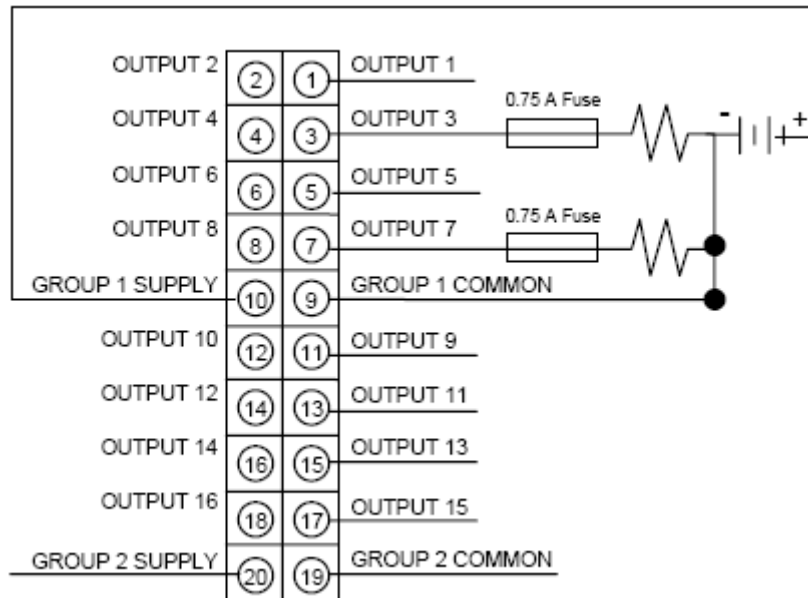 OUTPUT 2 2 1 OUTPUT 1
0.75 A Fuse
OUTPUT 4 4 3 OUTPUT 3 - +
OUTPUT 6 6 5 OUTPUT 5
0.75 A Fuse
OUTPUT 8 8 7 OUTPUT 7
GROUP 1 SUPPLY 10 9 GROUP 1 COMMON
OUTPUT 10 12 11 OUTPUT 9
OUTPUT 12 14 13 OUTPUT 11
OUTPUT 14 16 15 OUTPUT 13
OUTPUT 16 18 17 OUTPUT 15
GROUP 2 SUPPLY 20 19 GROUP 2 COMMON